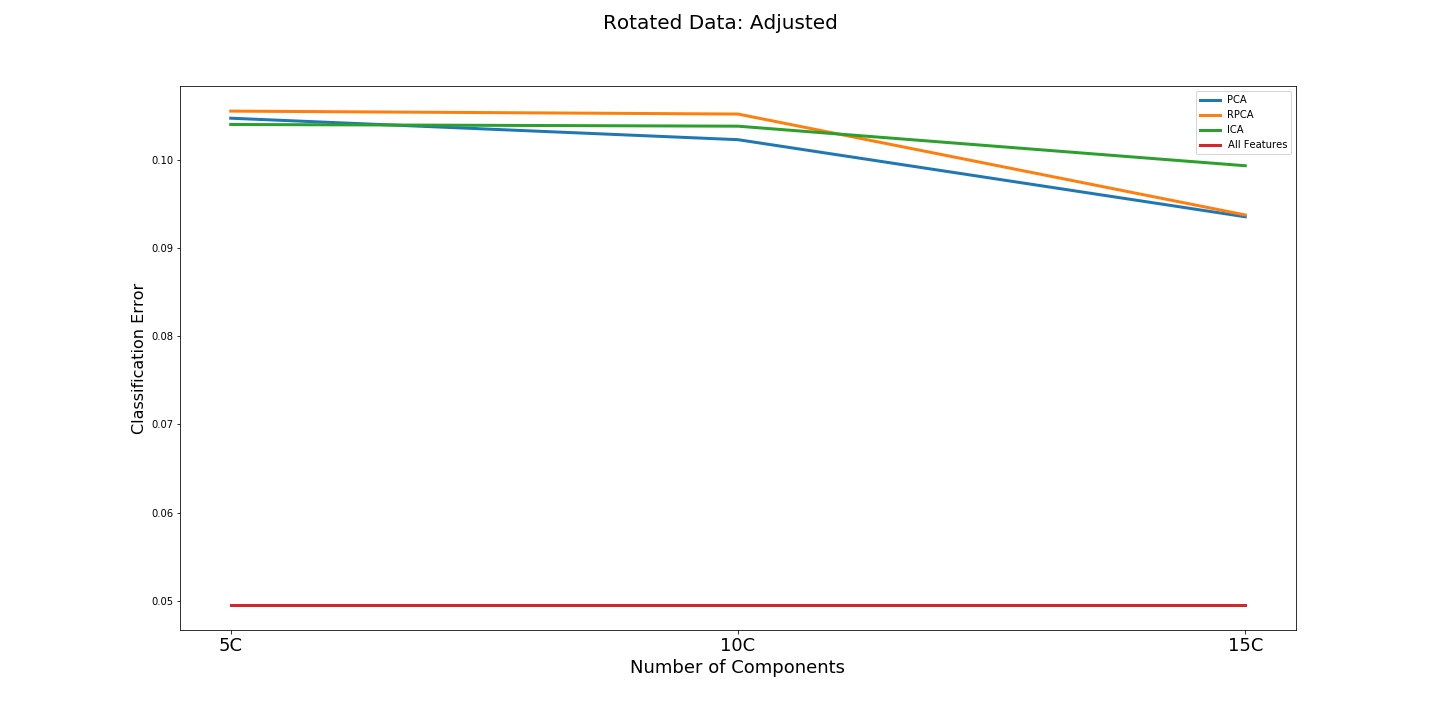 Rotated Data: Adjusted
PCA
RPCA
ICA
All Features
0.10
0.09
0.08
0.07
0.06
0.05
Classification Error
5C
10C
15C
Number of Components